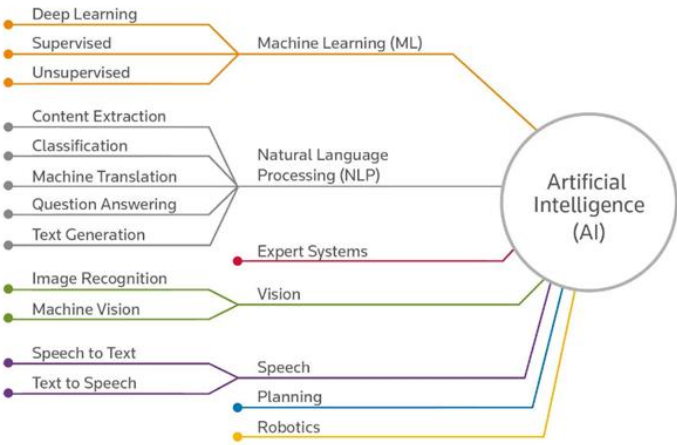 Deep Learning
Supervised
Unsupervised
Machine Learning (ML)
Content Extraction
Classification
Machine Translation
Question Answering
Text Generation
Natural Language
Processing (NLP)
Expert Systems
Image Recognition
Machine Vision
Vision
Speech to Text
Text to Speech
Speech
Planning
Robotics
Artificial
Intelligence
(AI)